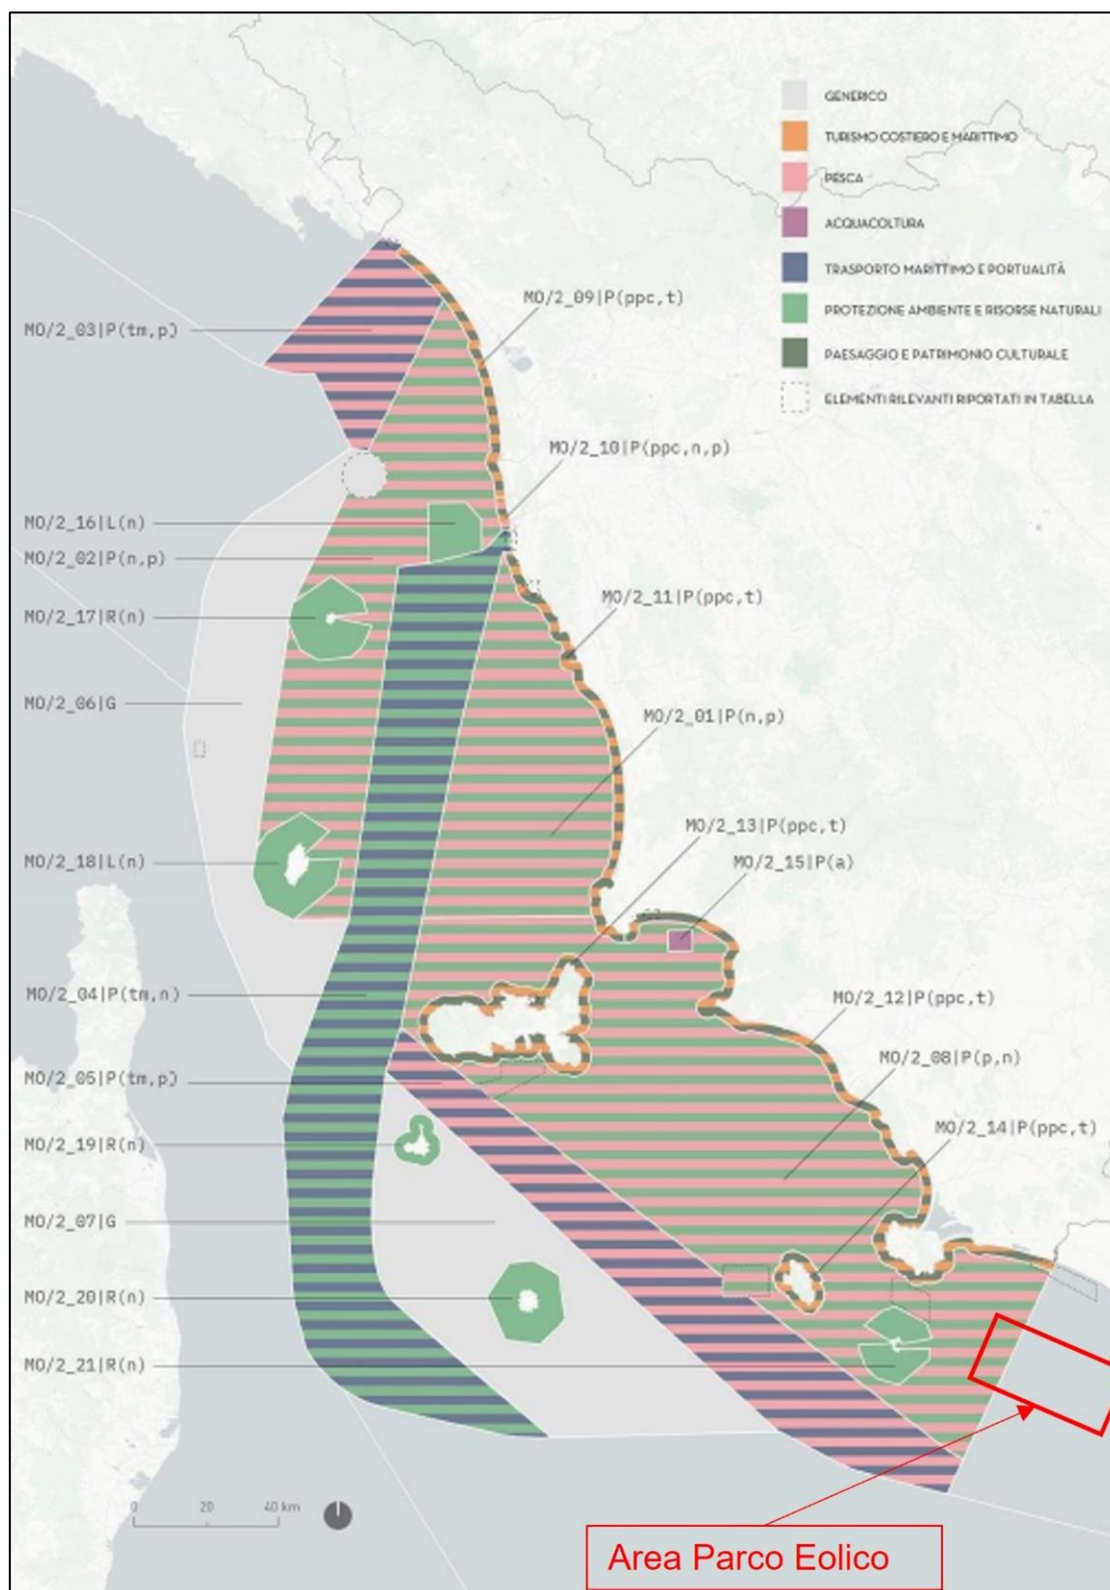 GENERICO
TURISMO COSTIERO E MARITTIMO
PESCA
ACQUACOLTURA
TRASPORTO MARITTIMO E PORTUALITÀ
PROTEZIONE AMBIENTE E RISORSE NATURALI
PAESAGGIO E PATRIMONIO CULTURALE
ELEMENTI RILEVANTI RIPORTATI IN TABELLA
MO/2_09|P(ppc,t)
MO/2_03|P(tm,p)
MO/2_10|P(ppc,n,p)
MO/2_16|L(n)
MO/2_02|P(n,p)
MO/2_11|P(ppc,t)
MO/2_17|R(n)
MO/2_06|G
MO/2_01|P(n,p)
MO/2_13|P(ppc,t)
MO/2_18|L(n)
MO/2_15|P(a)
MO/2_04|P(tm,n)
MO/2_12|P(ppc,t)
MO/2_08|P(p,n)
MO/2_05|P(tm,p)
MO/2_14|P(ppc,t)
MO/2_19|R(n)
MO/2_07|G
MO/2_20|R(n)
MO/2_21|R(n)
0 20 40 km
Area Parco Eolico